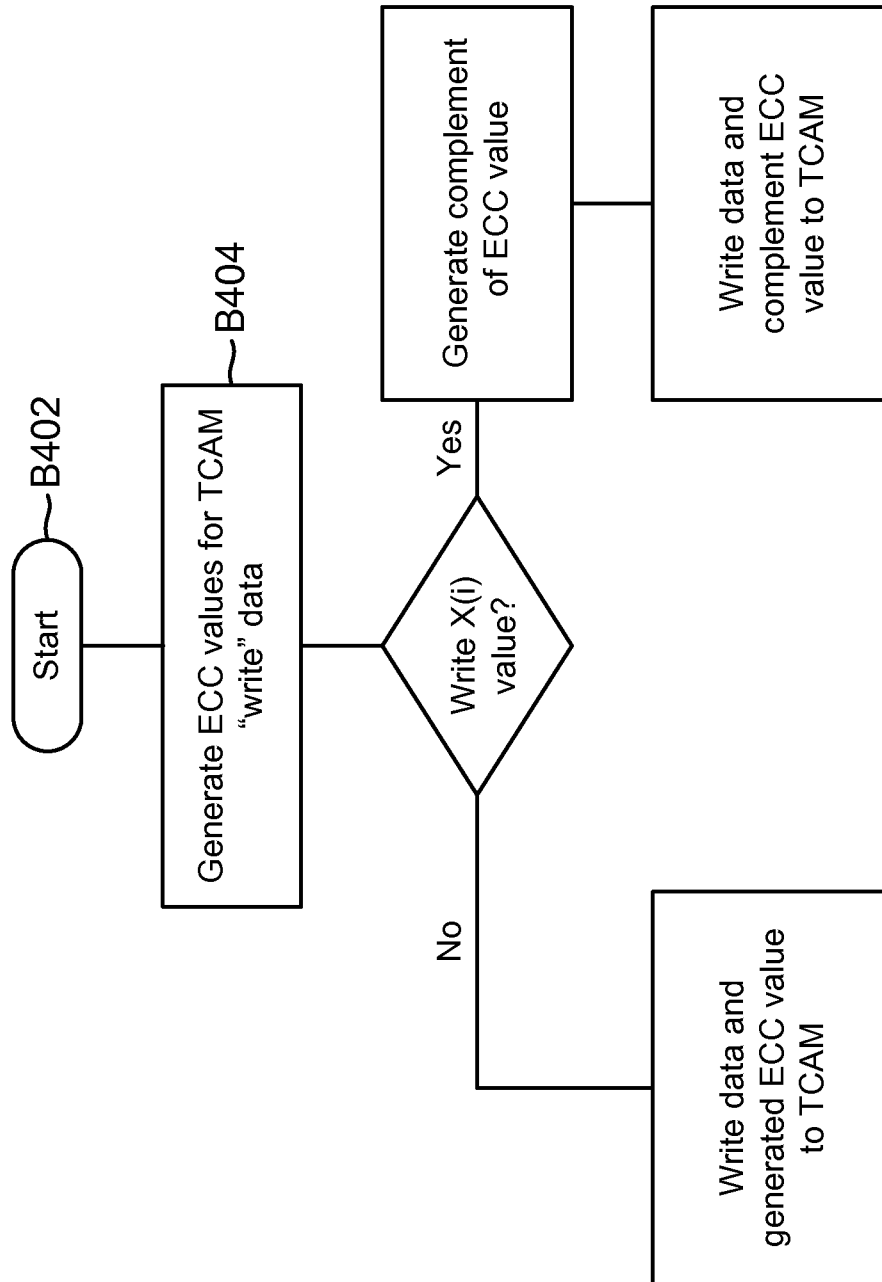 Start
B402
Generate ECC values for TCAM
“write” data
B404
Write X(i)
value?
No
Yes
Generate complement
of ECC value
Write data and
generated ECC value
to TCAM
Write data and
complement ECC
value to TCAM